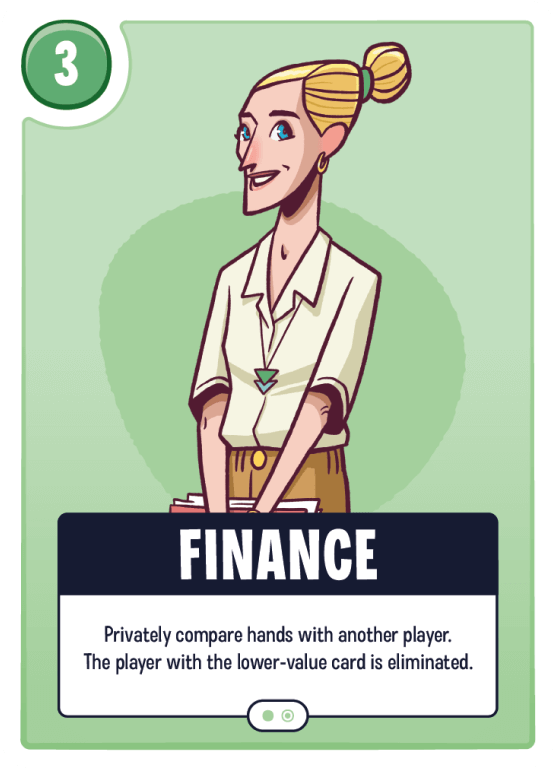 3
FINANCE
Privately compare hands with another player.
The player with the lower-value card is eliminated.